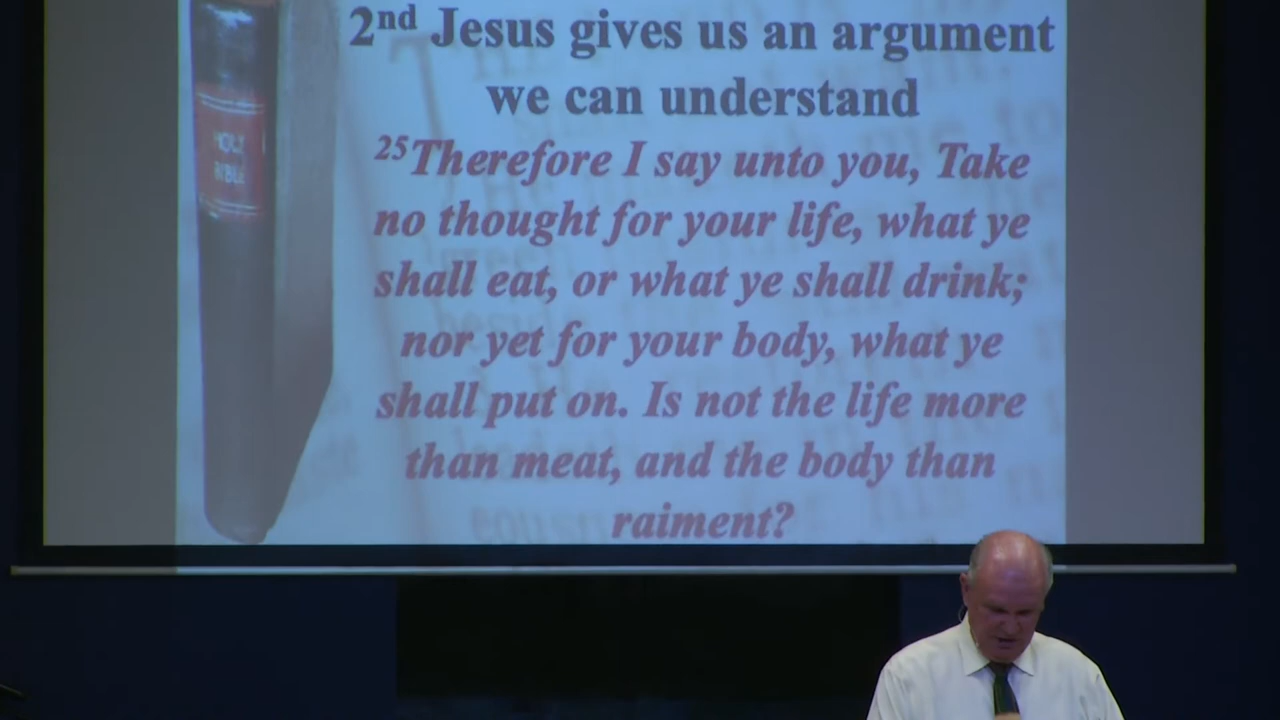 2nd Jesus gives us an argument
we can understand
25Therefore I say unto you, Take
no thought for your life, what ye
shall eat, or what ye shall drink;
nor yet for your body, what ye
shall put on. Is not the life more
than meat, and the body than
raiment?
HOLY
BIBLE